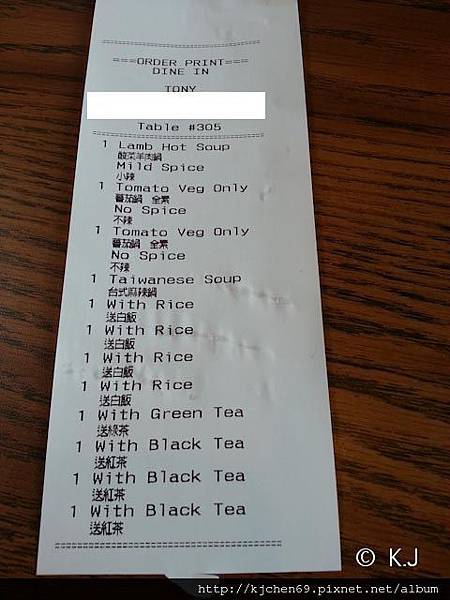 ===ORDER PRINT===
DINE IN
TONY
Table #305
1 Lamb Hot Soup
酸菜羊肉鍋
Mild Spice
小辣
1 Tomato Veg Only
蕃茄鍋 全素
No Spice
不辣
1 Tomato Veg Only
蕃茄鍋 全素
No Spice
不辣
1 Taiwanese Soup
台式麻辣鍋
1 With Rice
送白飯
1 With Rice
送白飯
1 With Rice
送白飯
1 With Rice
送白飯
1 With Green Tea
送綠茶
1 With Black Tea
送紅茶
1 With Black Tea
送紅茶
1 With Black Tea
送紅茶
© K.J
http://kjchen69.pixnet.net/album